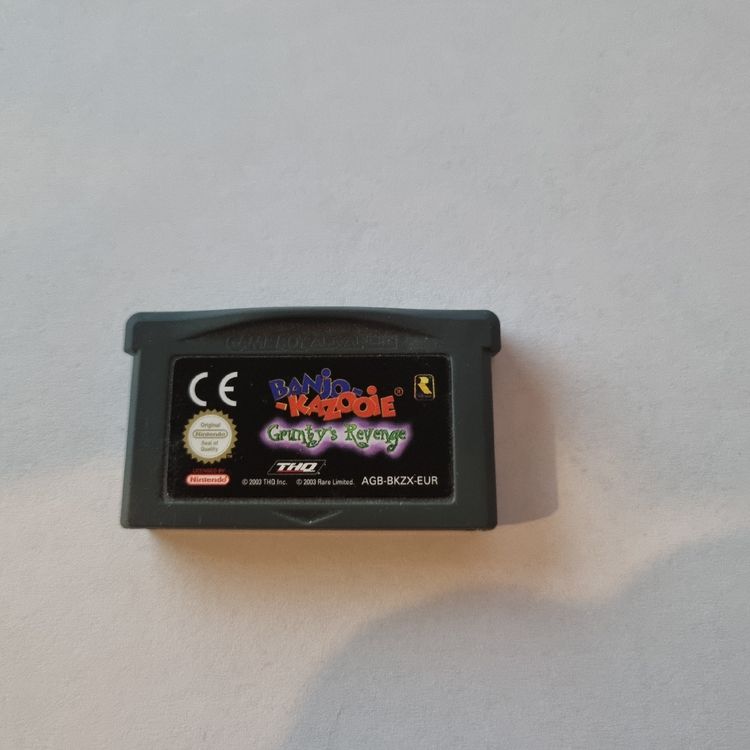 GAME BOY ADVANCE
CE
BANJO-
-KAZOOIE®
Grunty's Revenge
Original
Nintendo
Seal of
Quality
LICENSED BY
Nintendo
THQ
© 2003 THQ Inc. © 2003 Rare Limited. AGB-BKZX-EUR